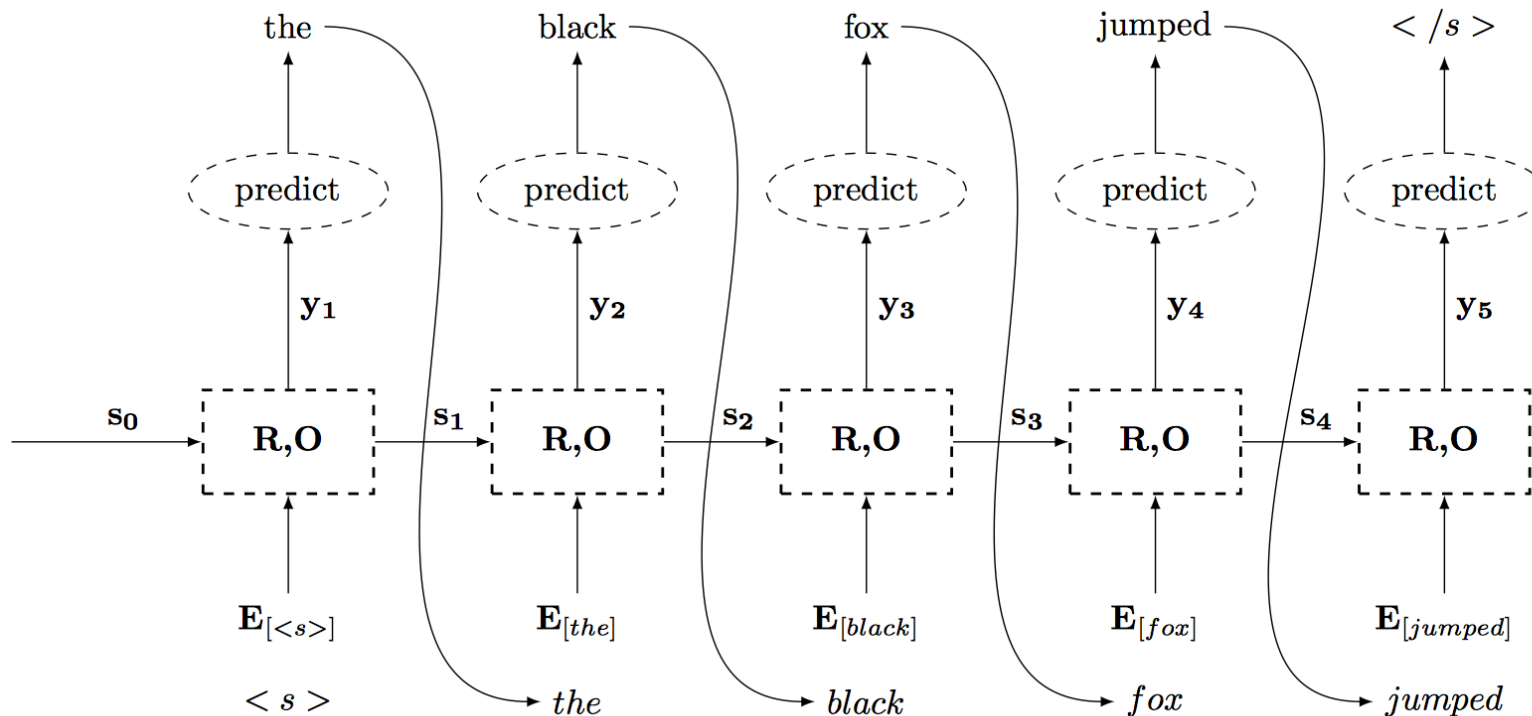 the black fox jumped < /s >
predict predict predict predict predict
y₁ y₂ y₃ y₄ y₅
s₀ R,O s₁ R,O s₂ R,O s₃ R,O s₄ R,O
E[<s>] E[the] E[black] E[fox] E[jumped]
< s > the black fox jumped